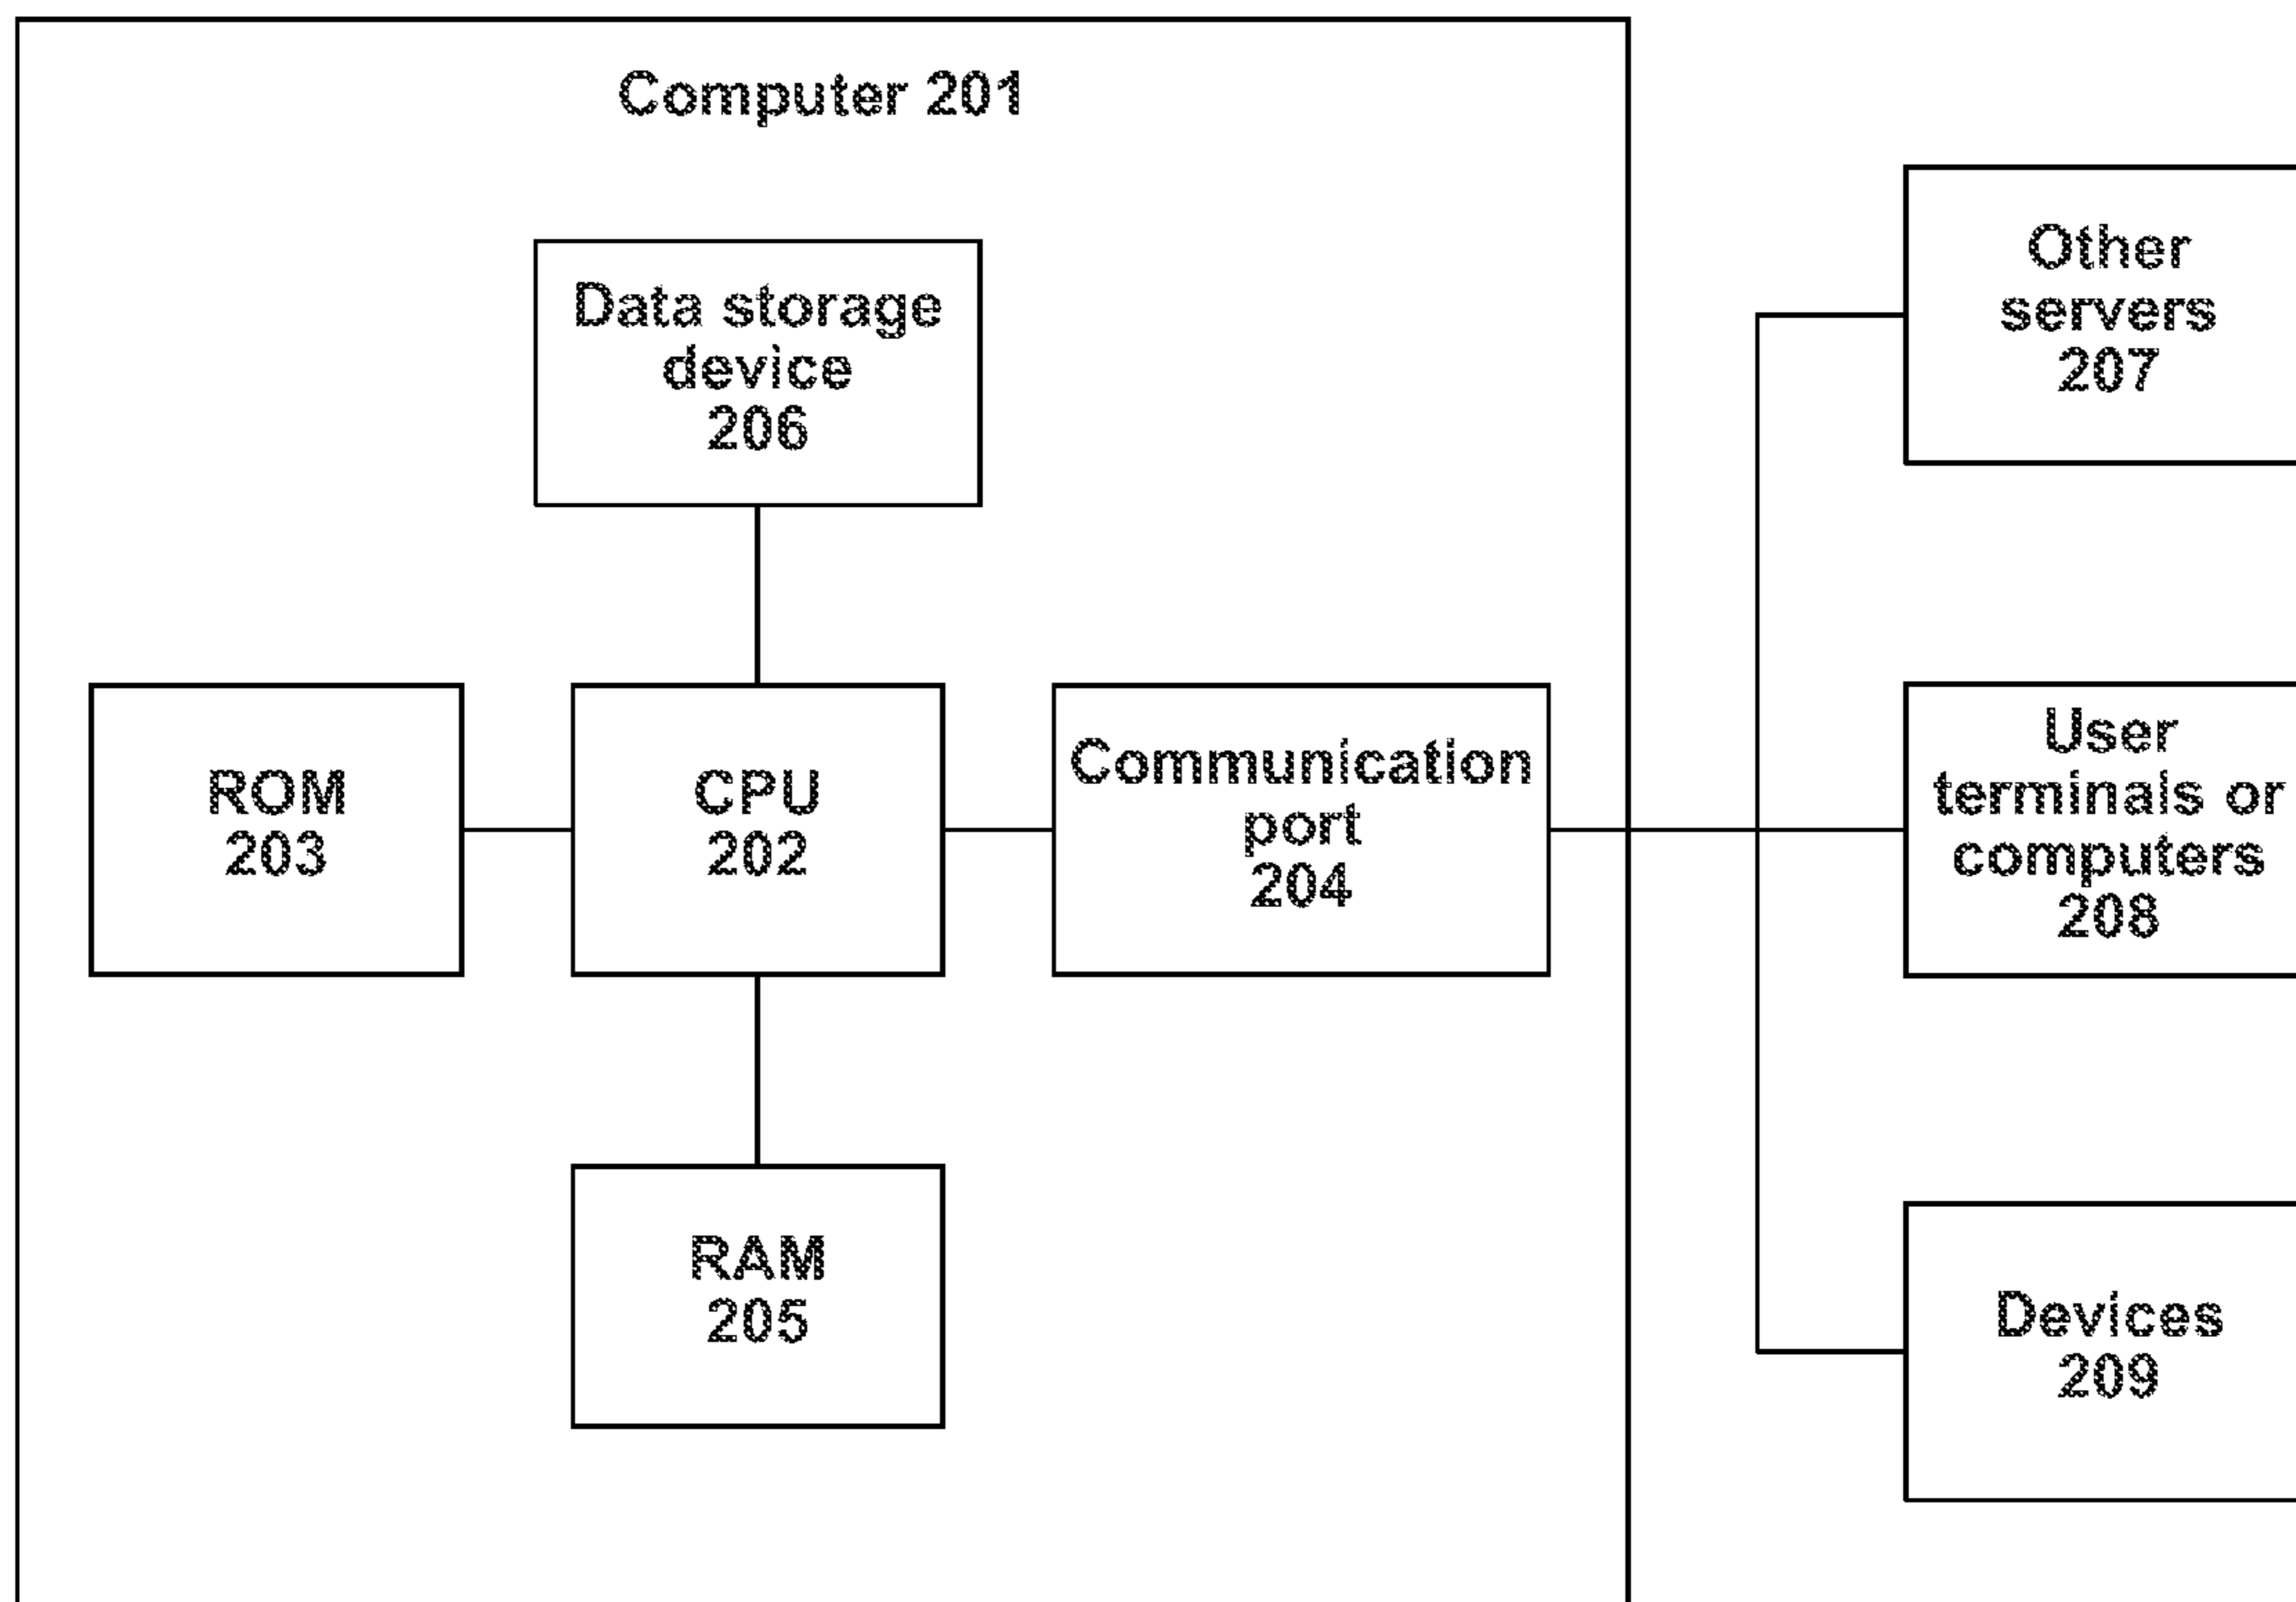 Computer 201
Data storage
device
206
Other
servers
207
ROM
203
CPU
202
Communication
port
204
User
terminals or
computers
208
RAM
205
Devices
209